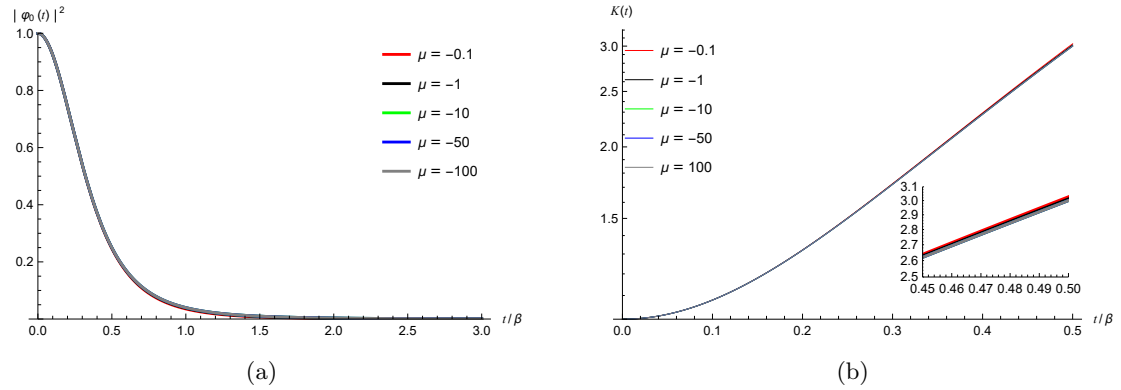 | φ₀ (t) | ²
1.0
0.8
0.6
0.4
0.2
0.0 0.5 1.0 1.5 2.0 2.5 3.0 t / β
μ = -0.1
μ = -1
μ = -10
μ = -50
μ = -100
(a)
K(t)
3.0
2.5
2.0
1.5
0.0 0.1 0.2 0.3 0.4 0.5 t / β
μ = -0.1
μ = -1
μ = -10
μ = -50
μ = 100
3.1
3.0
2.9
2.8
2.7
2.6
2.5
0.45 0.46 0.47 0.48 0.49 0.50
(b)